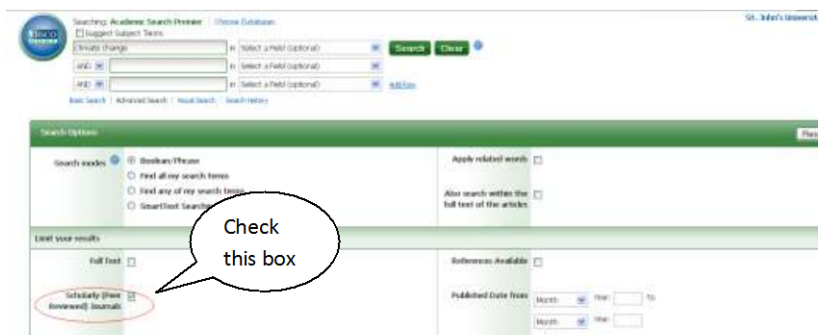 Searching: Academic Search Premier Choose Databases
St. John's Universit
EBSCO
Suggest Subject Terms
climate change in Select a Field (optional) Search Clear
AND in Select a Field (optional)
AND in Select a Field (optional) Add Row
Basic Search Advanced Search Visual Search Search History
Search Options
Search modes Boolean/Phrase
Find all my search terms
Find any of my search terms
SmartText Searching
Apply related words
Also search within the
full text of the articles
Check
this box
Limit your results
Full Text
References Available
Scholarly (Peer
Reviewed) Journals
Published Date from Month Year: to
Month Year: